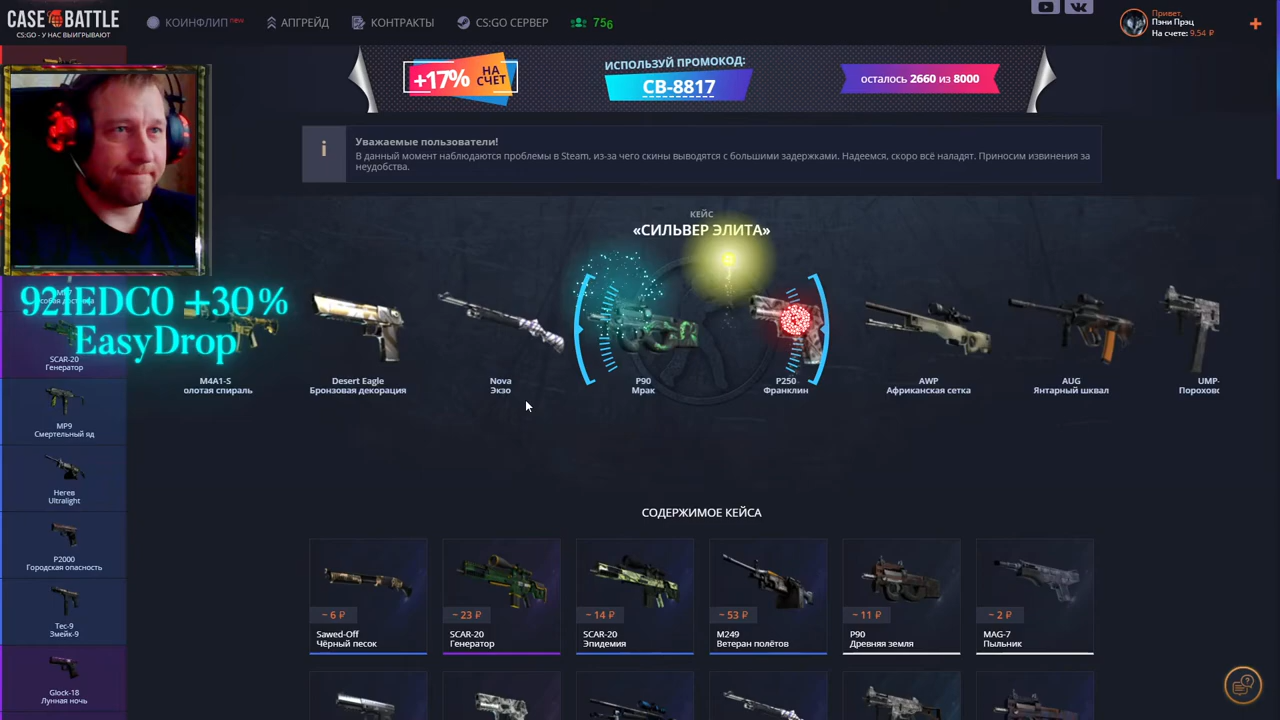 CASE BATTLE
CS:GO - У НАС ВЫИГРЫВАЮТ
КОИНФЛИП new
АПГРЕЙД
КОНТРАКТЫ
CS:GO СЕРВЕР
756
Привет,
Пэни Прэц
На счете: 9.54 ₽
+17% НА СЧЕТ
ИСПОЛЬЗУЙ ПРОМОКОД:
CB-8817
осталось 2660 из 8000
Уважаемые пользователи!
В данный момент наблюдаются проблемы в Steam, из-за чего скины выводятся с большими задержками. Надеемся, скоро всё наладят. Приносим извинения за
неудобства.
КЕЙС
«СИЛЬВЕР ЭЛИТА»
921EDC0 +30%
EasyDrop
M4A1-S
олотая спираль
Desert Eagle
Бронзовая декорация
Nova
Экзо
P90
Мрак
P250
Франклин
AWP
Африканская сетка
AUG
Янтарный шквал
UMP-
Порохово
SCAR-20
Генератор
MP9
Смертельный яд
Негев
Ultralight
P2000
Городская опасность
Tec-9
Змейк-9
Glock-18
Лунная ночь
СОДЕРЖИМОЕ КЕЙСА
~ 6 ₽
Sawed-Off
Чёрный песок
~ 23 ₽
SCAR-20
Генератор
~ 14 ₽
SCAR-20
Эпидемия
~ 53 ₽
M249
Ветеран полётов
~ 11 ₽
P90
Древняя земля
~ 2 ₽
MAG-7
Пыльник